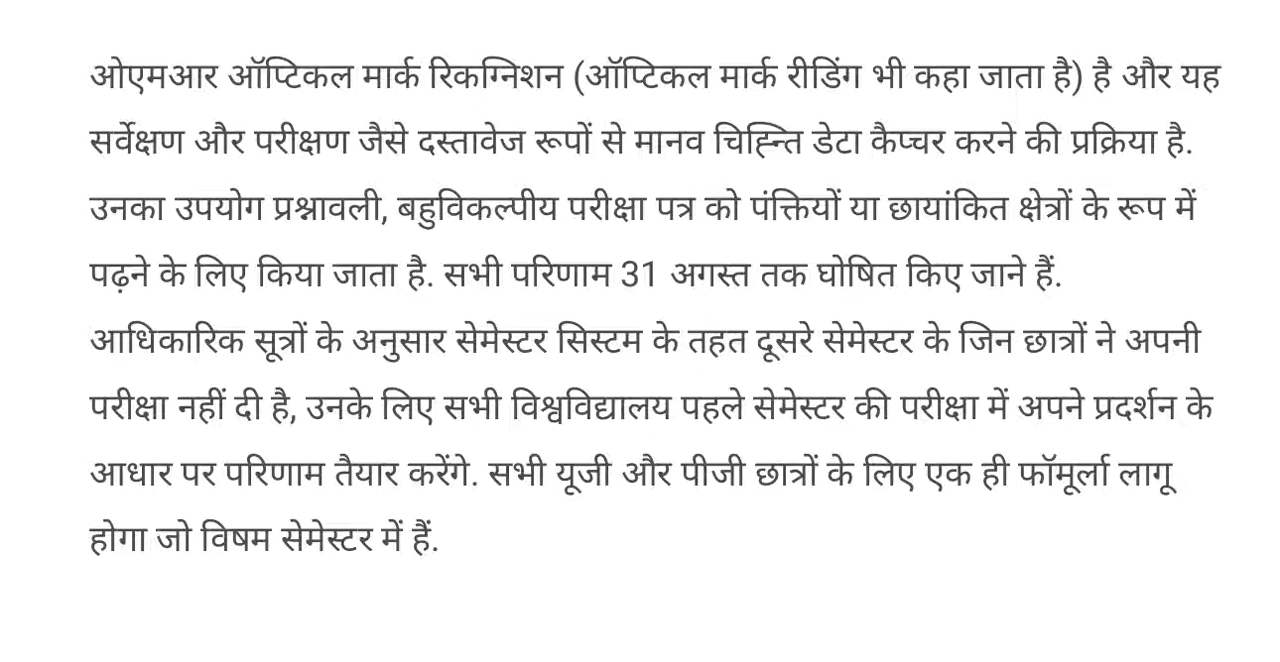 ओएमआर ऑप्टिकल मार्क रिकग्निशन (ऑप्टिकल मार्क रीडिंग भी कहा जाता है) है और यह
सर्वेक्षण और परीक्षण जैसे दस्तावेज रूपों से मानव चिह्न्ति डेटा कैप्चर करने की प्रक्रिया है.
उनका उपयोग प्रश्नावली, बहुविकल्पीय परीक्षा पत्र को पंक्तियों या छायांकित क्षेत्रों के रूप में
पढ़ने के लिए किया जाता है. सभी परिणाम 31 अगस्त तक घोषित किए जाने हैं.
आधिकारिक सूत्रों के अनुसार सेमेस्टर सिस्टम के तहत दूसरे सेमेस्टर के जिन छात्रों ने अपनी
परीक्षा नहीं दी है, उनके लिए सभी विश्वविद्यालय पहले सेमेस्टर की परीक्षा में अपने प्रदर्शन के
आधार पर परिणाम तैयार करेंगे. सभी यूजी और पीजी छात्रों के लिए एक ही फॉमूर्ला लागू
होगा जो विषम सेमेस्टर में हैं.